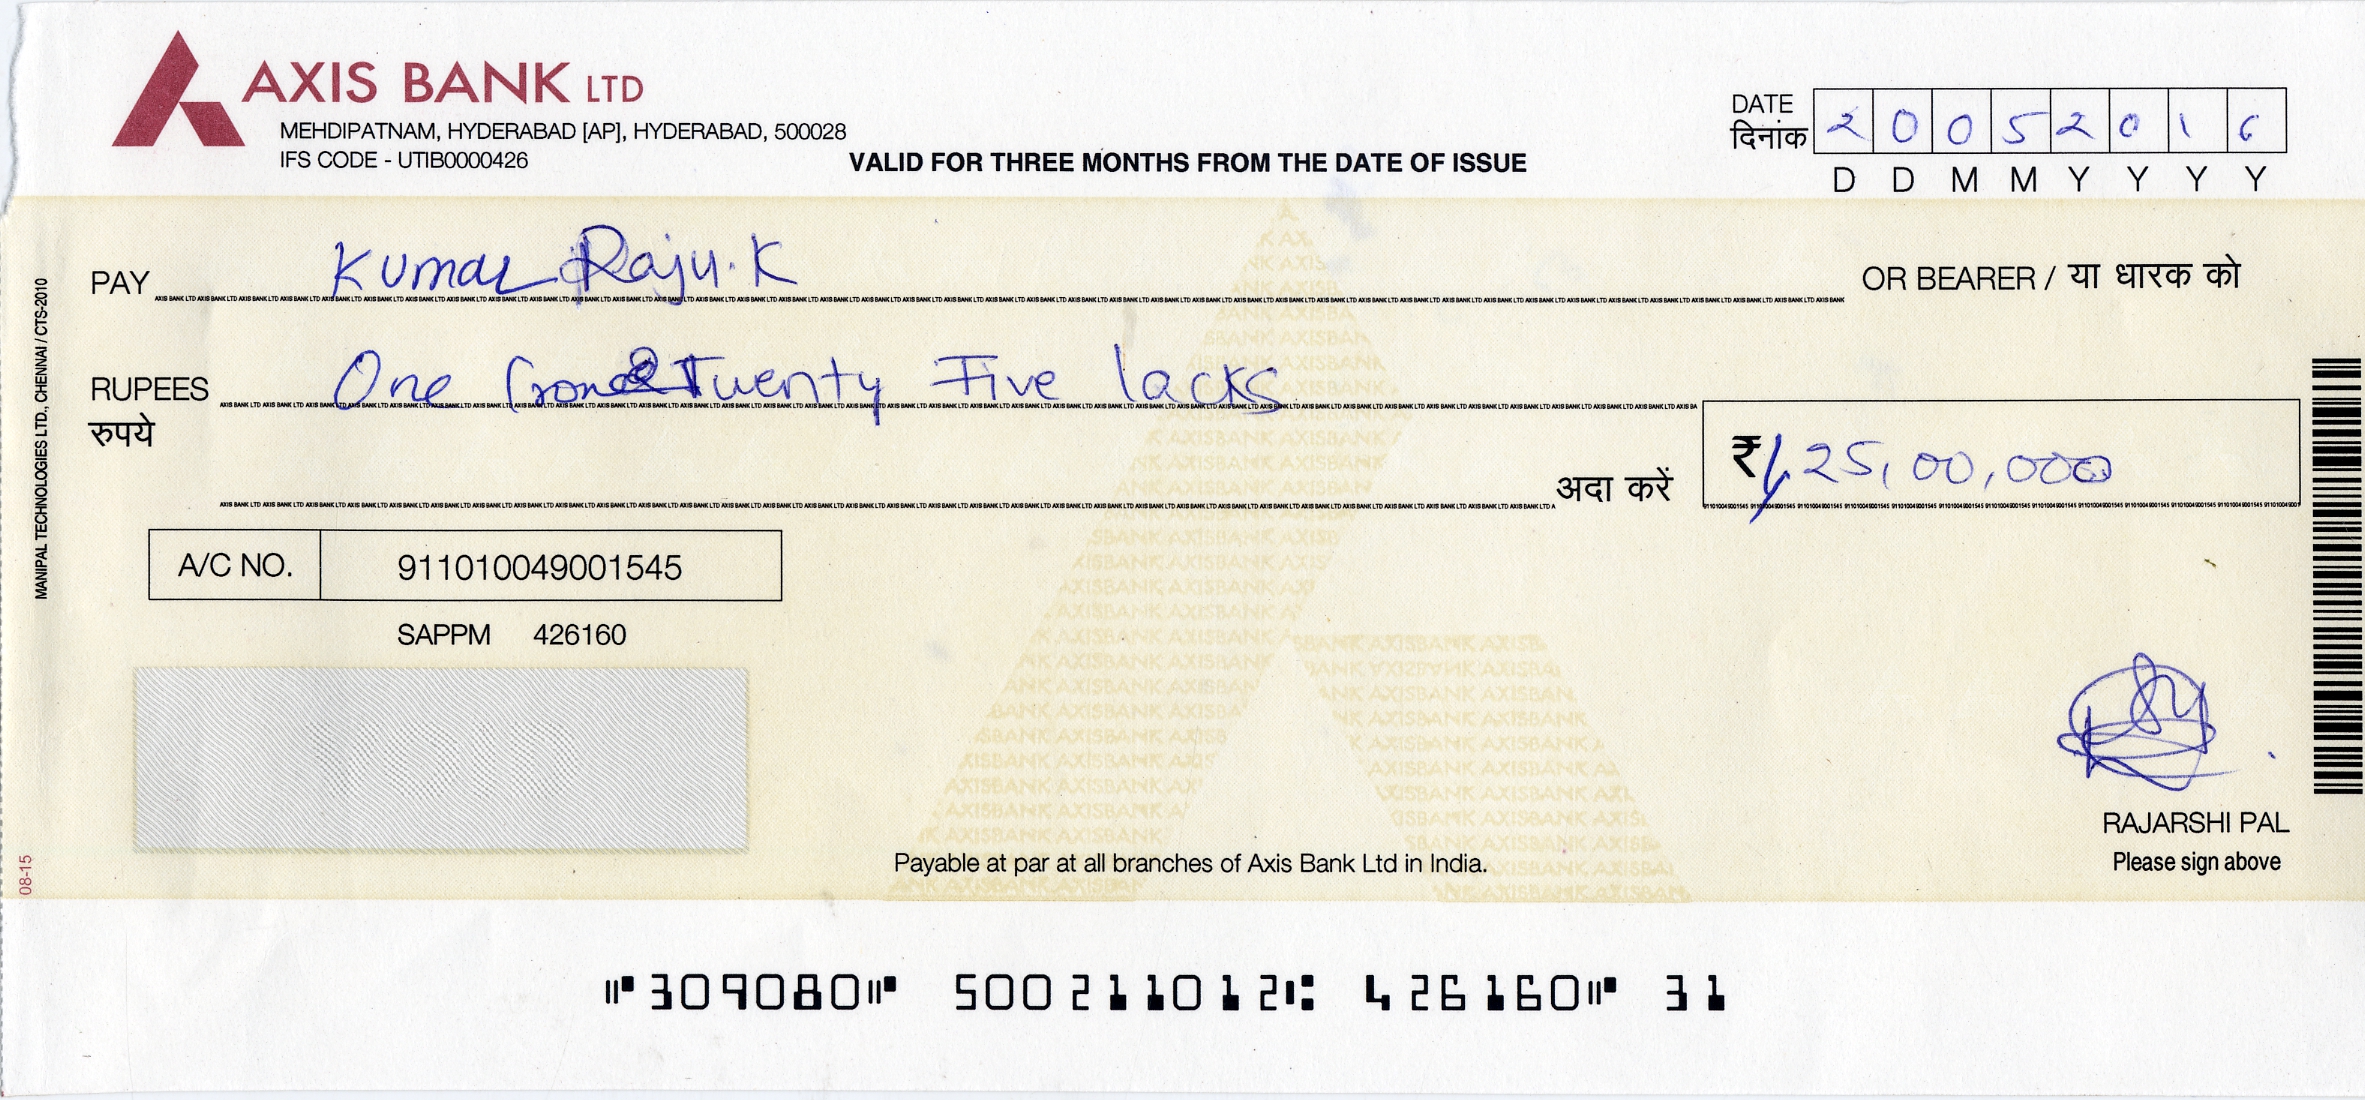 AXIS BANK LTD
MEHDIPATNAM, HYDERABAD [AP], HYDERABAD, 500028
IFS CODE - UTIB0000426
VALID FOR THREE MONTHS FROM THE DATE OF ISSUE
DATE
दिनांक
2 0 0 5 2 0 1 6
D D M M Y Y Y Y
PAY Kumar Raju. K OR BEARER / या धारक को
RUPEES One Twenty Five lacks
रुपये
अदा करें ₹ 1,25,00,000
A/C NO. 911010049001545
SAPPM 426160
VOID
RAJARSHI PAL
Please sign above
Payable at par at all branches of Axis Bank Ltd in India.
MANIPAL TECHNOLOGIES LTD., CHENNAI / CTS-2010
08-15
⑈309080⑈ 500211012⑆ 426160⑈ 31